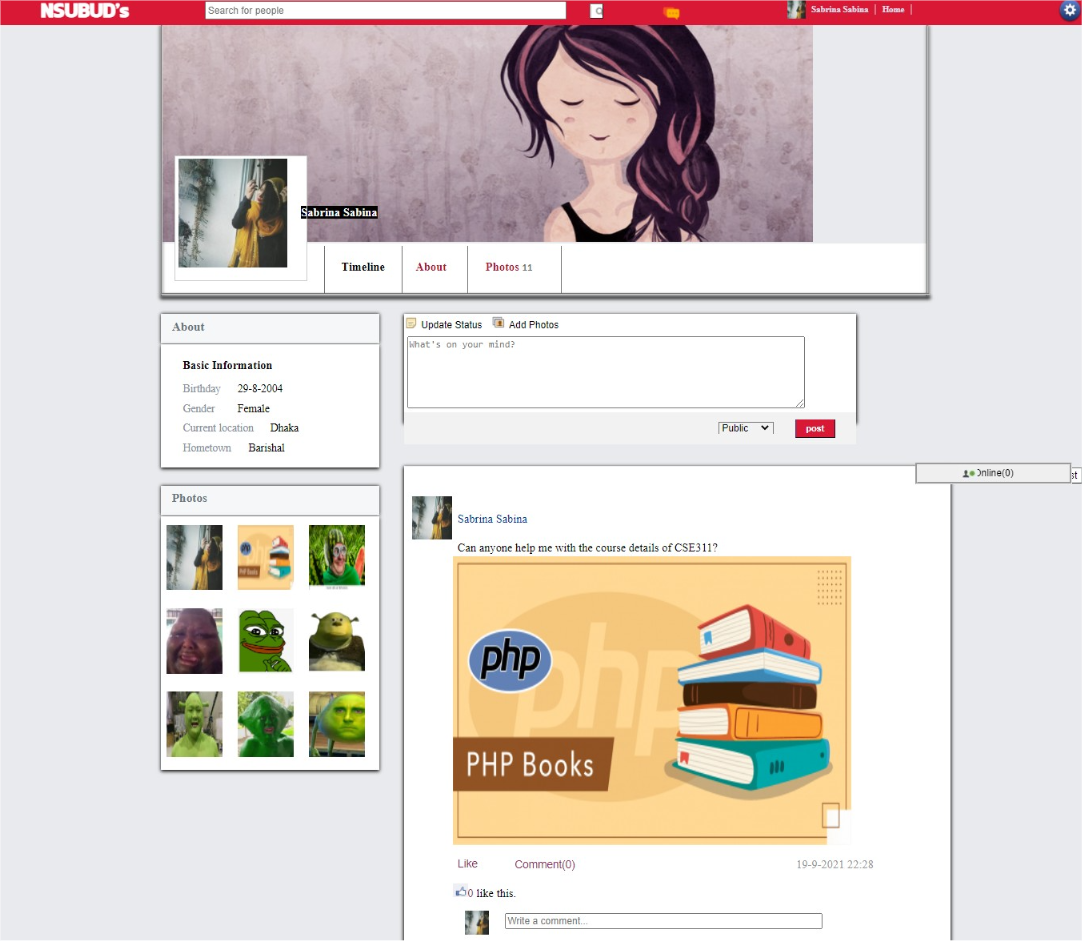 NSUBUD's Search for people Sabrina Sabina | Home |
Sabrina Sabina
Timeline About Photos 11
About
Basic Information
Birthday 29-8-2004
Gender Female
Current location Dhaka
Hometown Barishal
Photos
Update Status Add Photos
What's on your mind?
Public post
Online(0)
st
Sabrina Sabina
Can anyone help me with the course details of CSE311?
php
php
PHP Books
Like Comment(0) 19-9-2021 22:28
0 like this.
Write a comment...